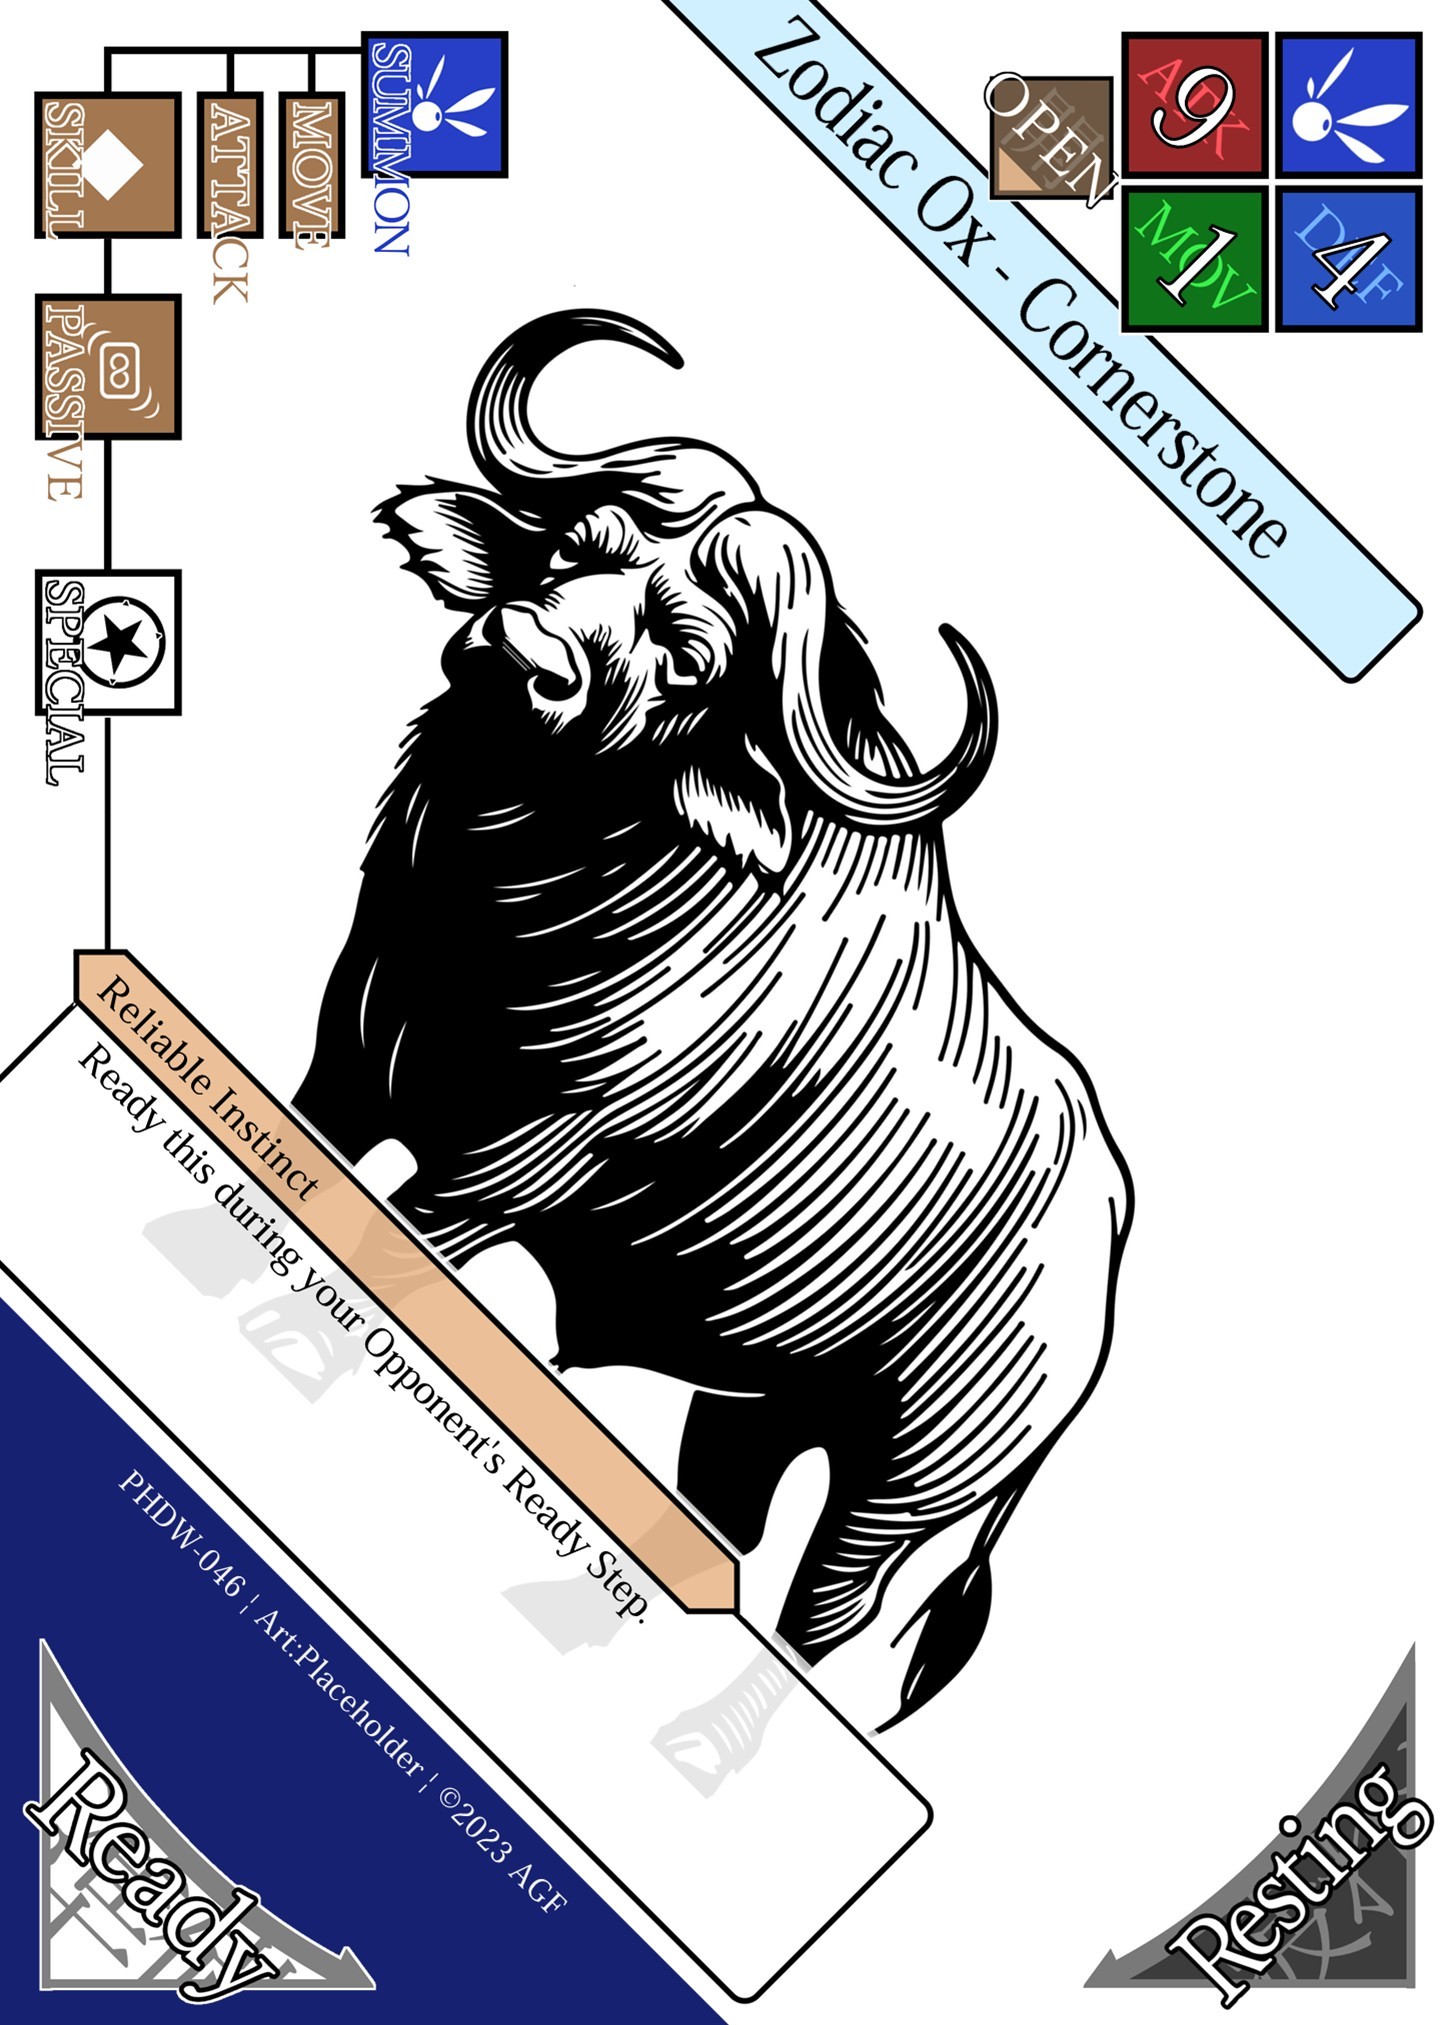 SUMMON
MOVE
ATTACK
SKILL
PASSIVE
SPECIAL
Zodiac Ox - Cornerstone
OPEN
ATK
9
MOV
1
DEF
4
Reliable Instinct
Ready this during your Opponent's Ready Step.
PHDW-046 ¦ Art:Placeholder ¦ ©2023 AGF
Ready
Resting